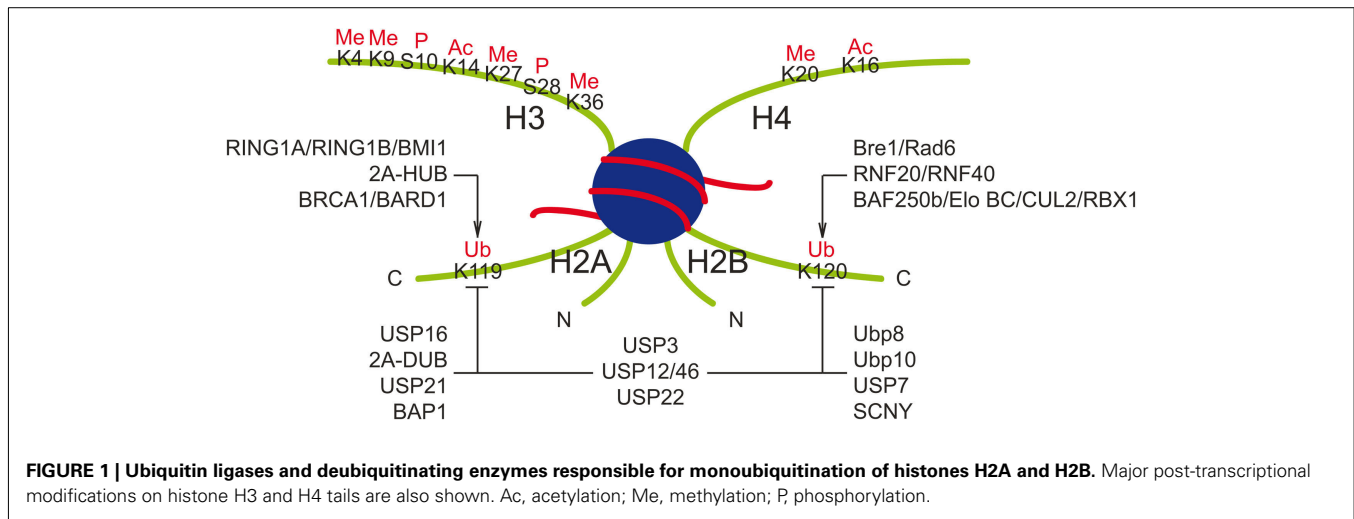 Me Me P Ac Me P Me
K4 K9 S10 K14 K27 S28 K36
Me Ac
K20 K16
H3
H4
RING1A/RING1B/BMI1
2A-HUB
BRCA1/BARD1
Bre1/Rad6
RNF20/RNF40
BAF250b/Elo BC/CUL2/RBX1
Ub
K119
C
H2A
H2B
Ub
K120
C
N
N
USP16
2A-DUB
USP21
BAP1
USP3
USP12/46
USP22
Ubp8
Ubp10
USP7
SCNY
FIGURE 1 | Ubiquitin ligases and deubiquitinating enzymes responsible for monoubiquitination of histones H2A and H2B. Major post-transcriptional
modifications on histone H3 and H4 tails are also shown. Ac, acetylation; Me, methylation; P, phosphorylation.